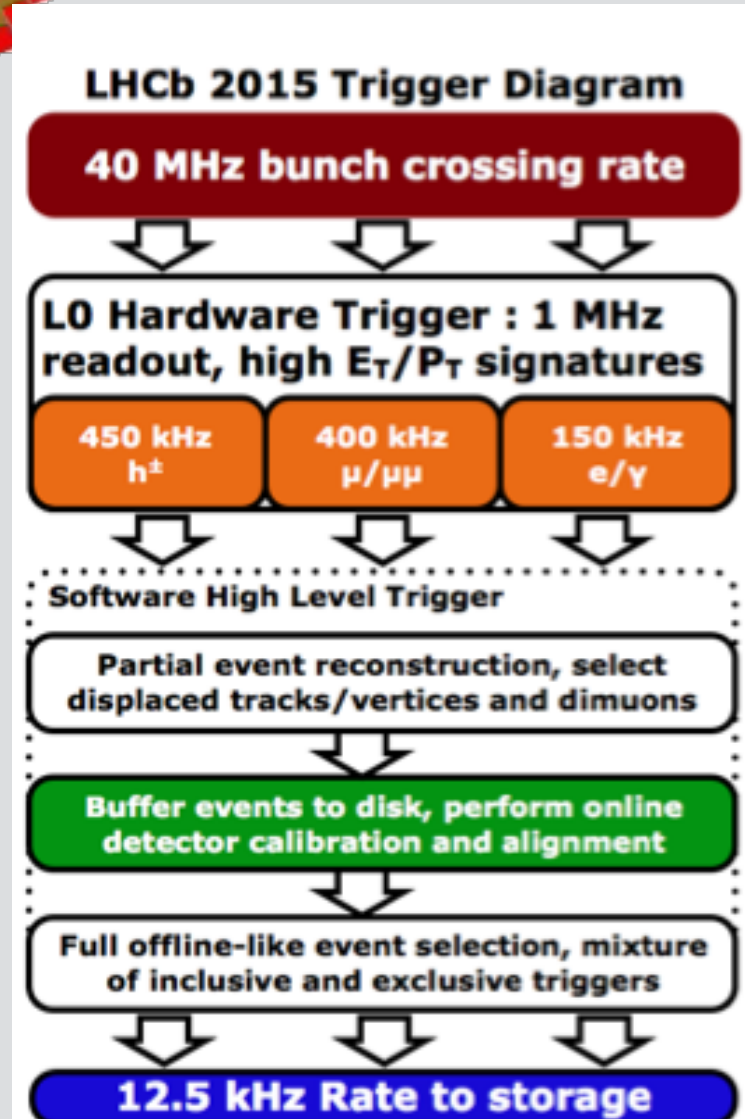 LHCb 2015 Trigger Diagram
40 MHz bunch crossing rate
L0 Hardware Trigger : 1 MHz
readout, high Eᴛ/Pᴛ signatures
450 kHz
h±
400 kHz
µ/µµ
150 kHz
e/γ
Software High Level Trigger
Partial event reconstruction, select
displaced tracks/vertices and dimuons
Buffer events to disk, perform online
detector calibration and alignment
Full offline-like event selection, mixture
of inclusive and exclusive triggers
12.5 kHz Rate to storage